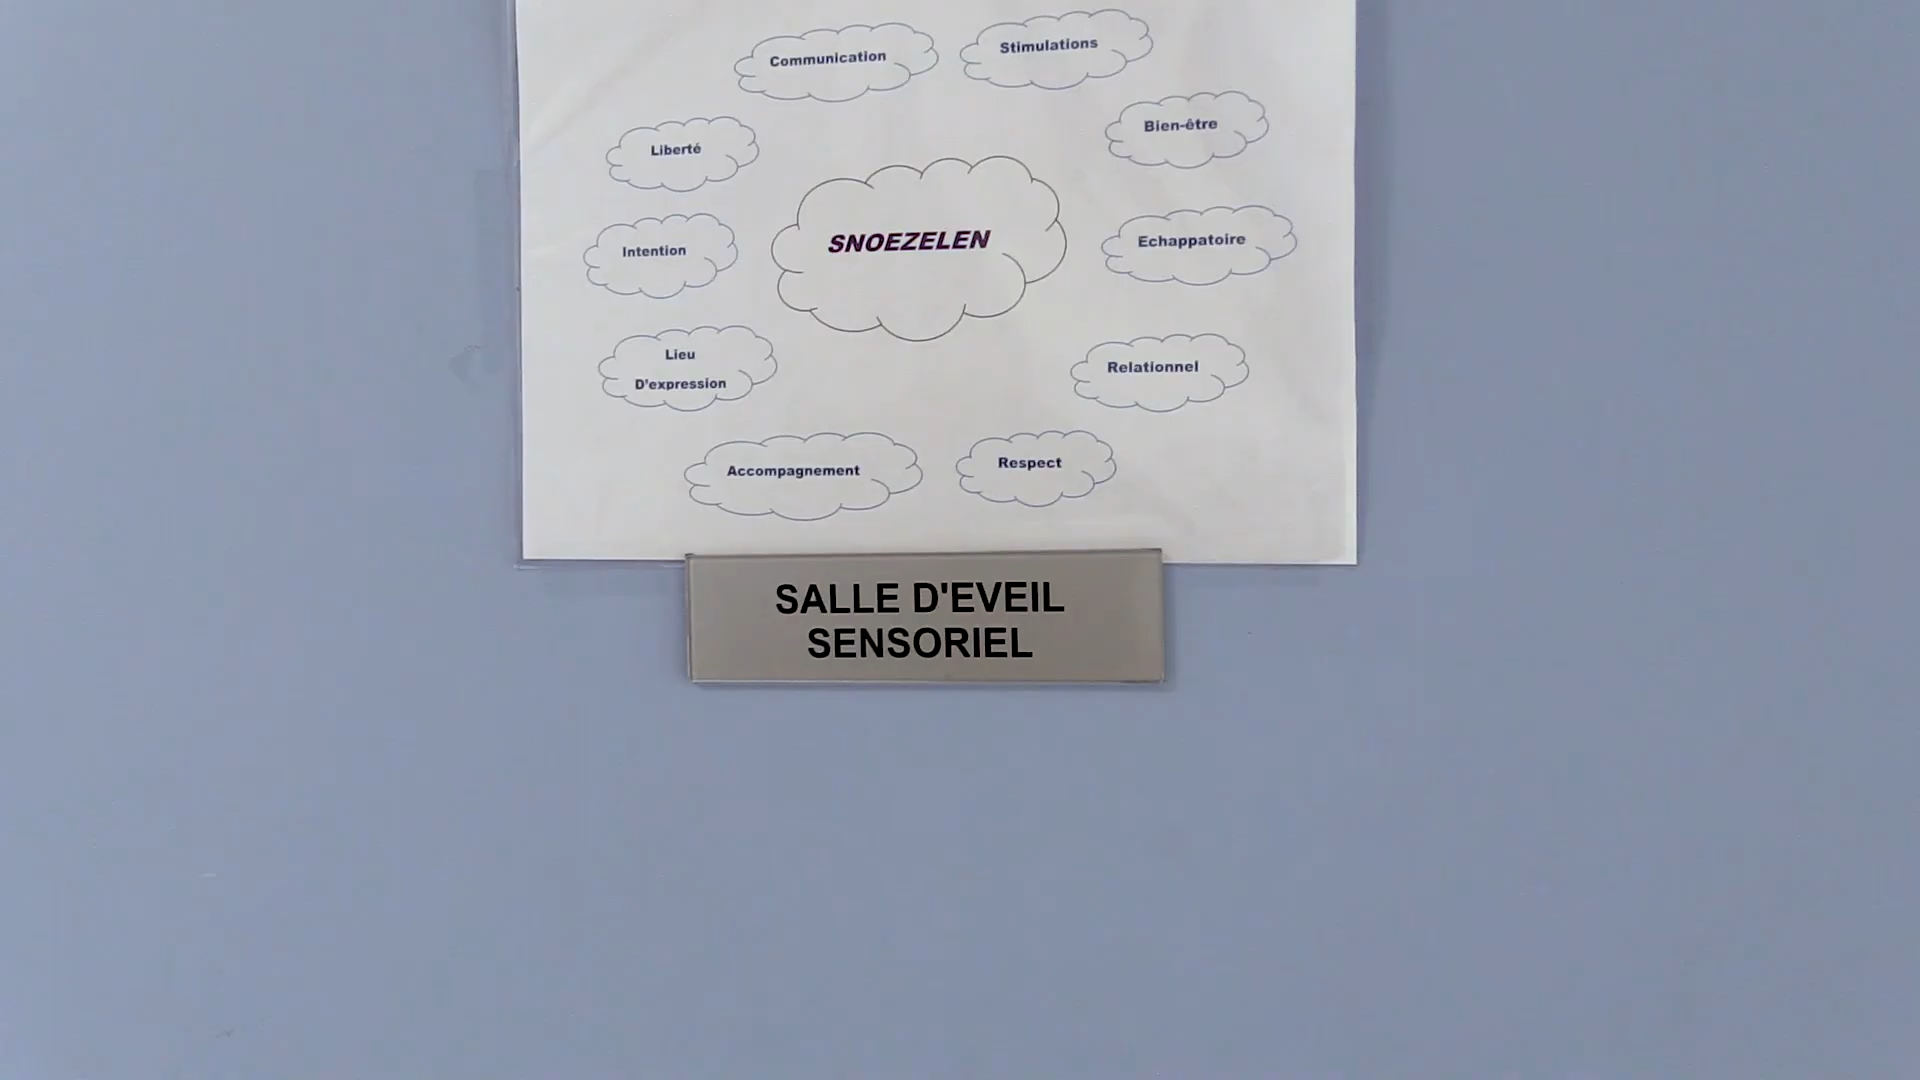 Communication
Stimulations
Bien-être
Liberté
SNOEZELEN
Echappatoire
Intention
Lieu
D'expression
Relationnel
Accompagnement
Respect
SALLE D'EVEIL
SENSORIEL